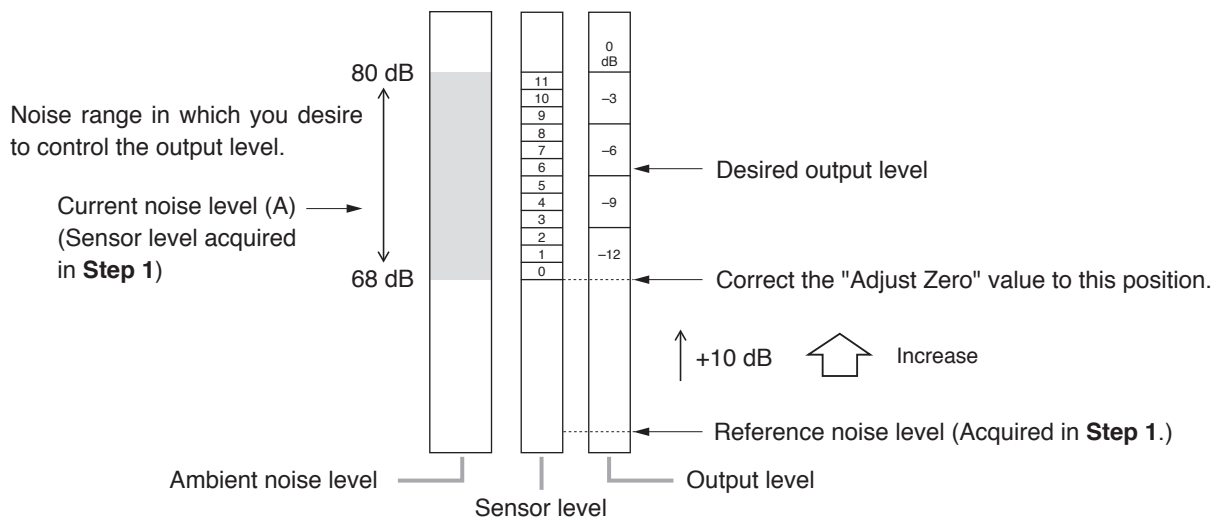 80 dB
Noise range in which you desire
to control the output level.
Current noise level (A)
(Sensor level acquired
in Step 1)
68 dB
11
10
9
8
7
6
5
4
3
2
1
0
0
dB
–3
–6
–9
–12
Desired output level
Correct the "Adjust Zero" value to this position.
+10 dB
Increase
Reference noise level (Acquired in Step 1.)
Ambient noise level
Sensor level
Output level